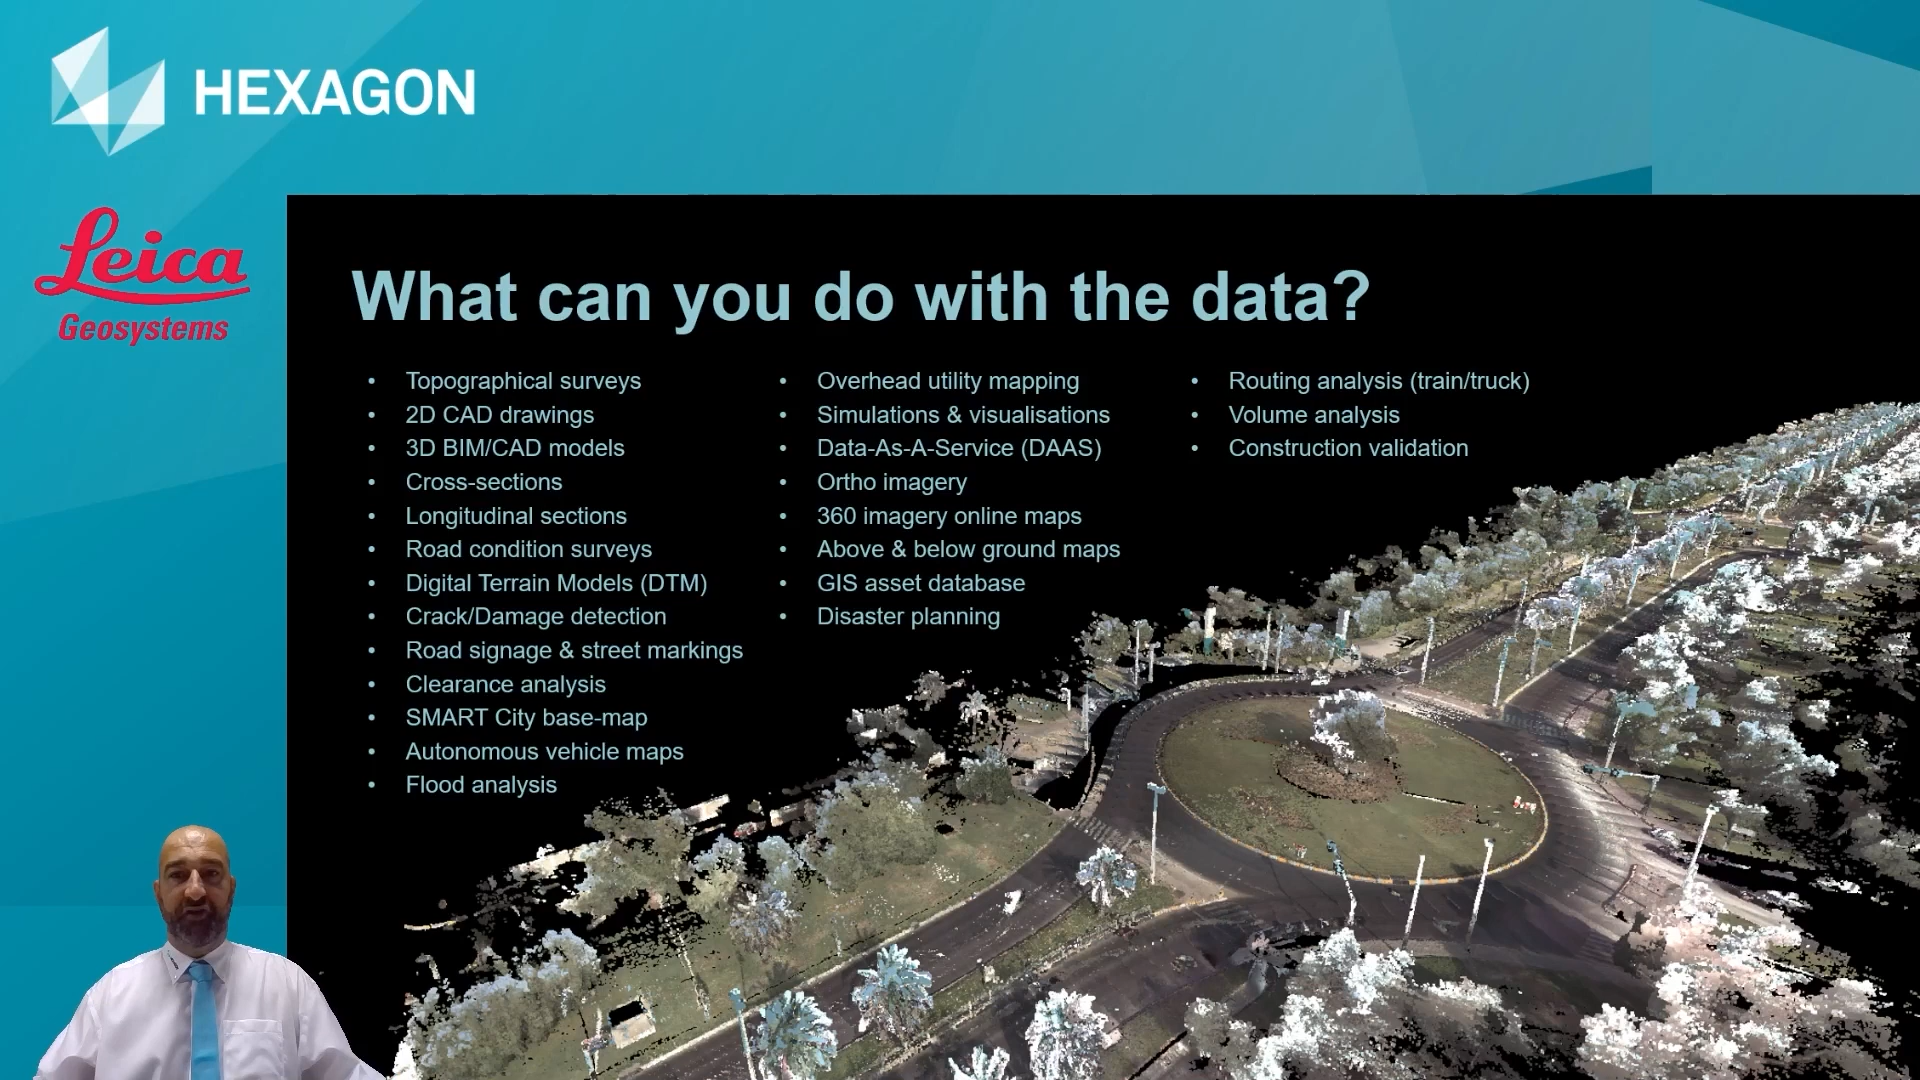 HEXAGON
Leica
Geosystems
What can you do with the data?
• Topographical surveys
• 2D CAD drawings
• 3D BIM/CAD models
• Cross-sections
• Longitudinal sections
• Road condition surveys
• Digital Terrain Models (DTM)
• Crack/Damage detection
• Road signage & street markings
• Clearance analysis
• SMART City base-map
• Autonomous vehicle maps
• Flood analysis
• Overhead utility mapping
• Simulations & visualisations
• Data-As-A-Service (DAAS)
• Ortho imagery
• 360 imagery online maps
• Above & below ground maps
• GIS asset database
• Disaster planning
• Routing analysis (train/truck)
• Volume analysis
• Construction validation